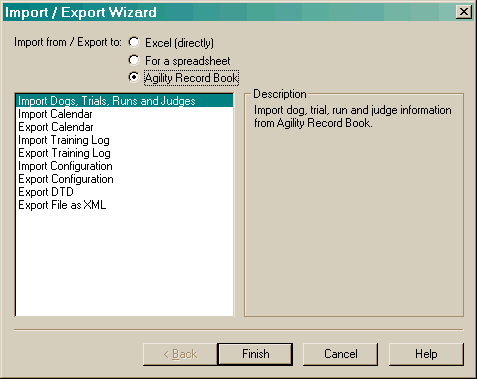 Import / Export Wizard
Import from / Export to:
Excel (directly)
For a spreadsheet
Agility Record Book
Import Dogs, Trials, Runs and Judges
Import Calendar
Export Calendar
Import Training Log
Export Training Log
Import Configuration
Export Configuration
Export DTD
Export File as XML
Description
Import dog, trial, run and judge information
from Agility Record Book.
< Back
Finish
Cancel
Help